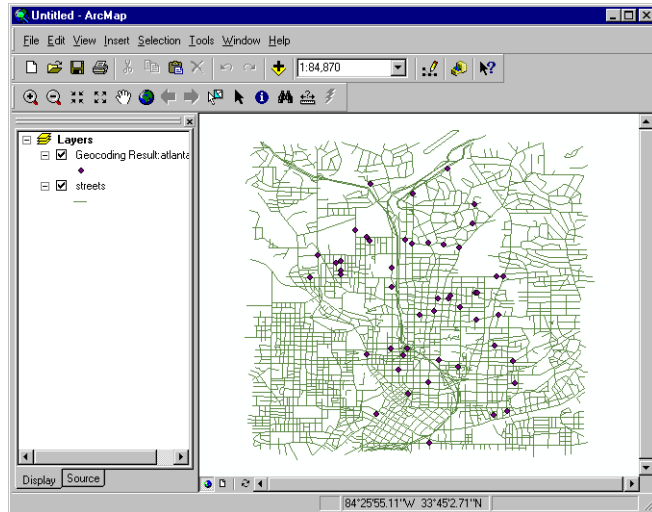 Untitled - ArcMap
File Edit View Insert Selection Tools Window Help
1:84,870
Layers
Geocoding Result:atlanta
streets
Display Source
84°25'55.11"W 33°45'2.71"N